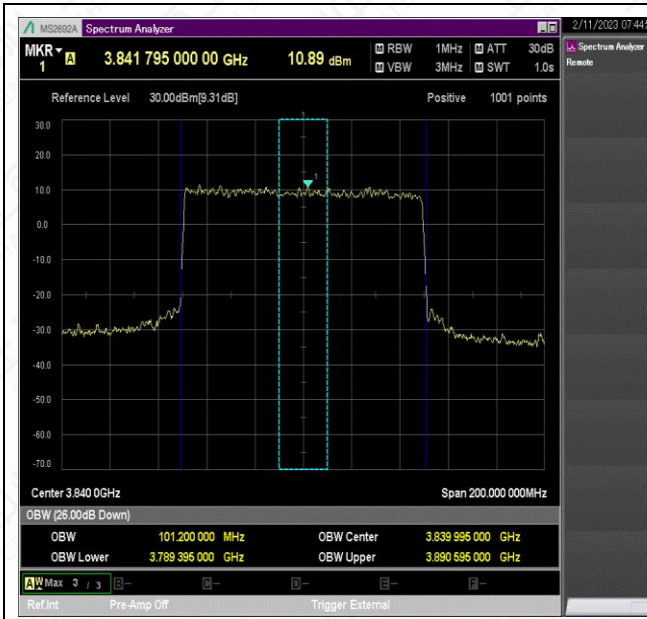 MS2692A Spectrum Analyzer
2/11/2023 07:44:
MKR 1 A 3.841 795 000 00 GHz 10.89 dBm
M RBW 1MHz M ATT 30dB
M VBW 3MHz M SWT 1.0s
Spectrum Analyzer
Remote
Reference Level 30.00dBm[9.31dB] Positive 1001 points
1
30.0
20.0
1
10.0
0.0
-10.0
-20.0
-30.0
-40.0
-50.0
-60.0
-70.0
Center 3.840 0GHz Span 200.000 000MHz
OBW (26.00dB Down)
OBW 101.200 000 MHz OBW Center 3.839 995 000 GHz
OBW Lower 3.789 395 000 GHz OBW Upper 3.890 595 000 GHz
A W Max 3 / 3 B- C- D- E- F-
Ref.Int Pre-Amp Off Trigger External